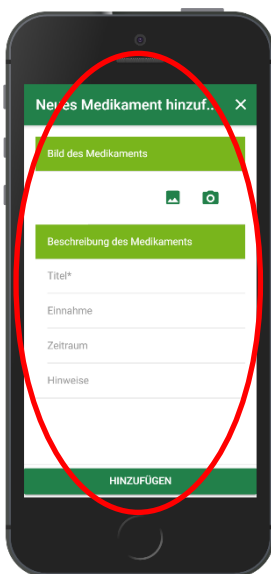 Neues Medikament hinzuf..
Bild des Medikaments
Beschreibung des Medikaments
Titel*
Einnahme
Zeitraum
Hinweise
HINZUFÜGEN